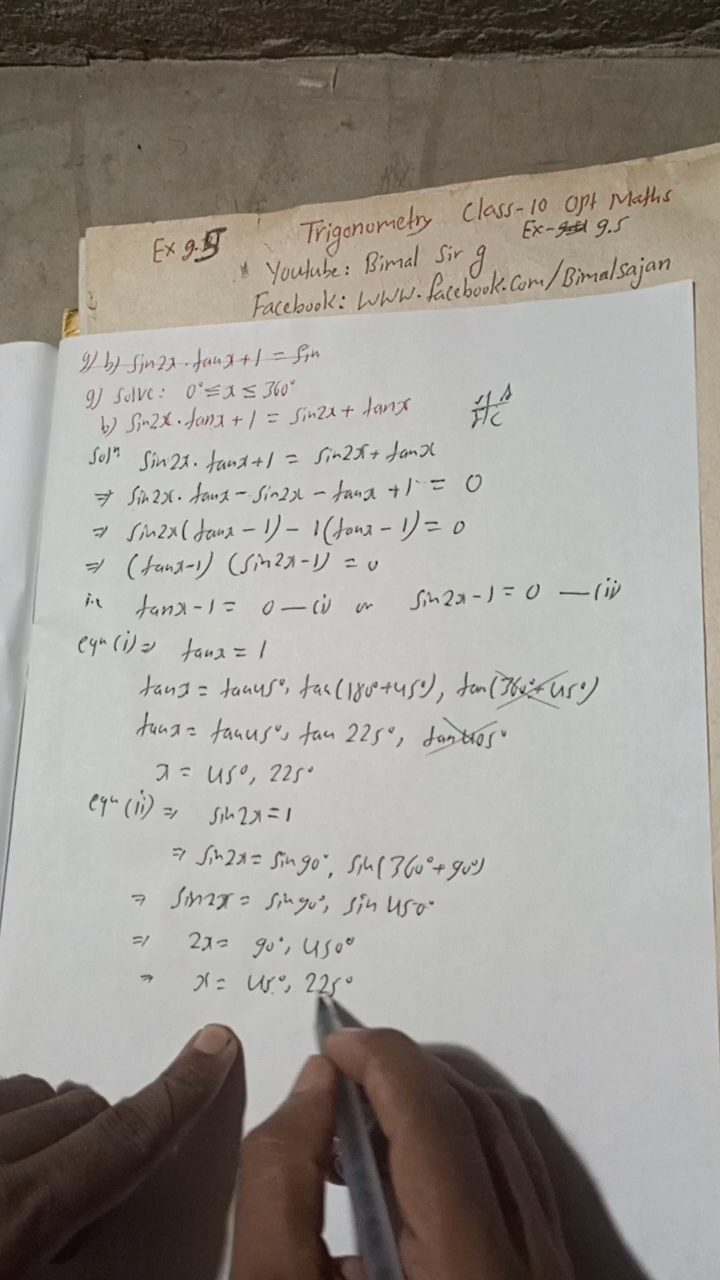 Ex 9.5
Trigonometry Class-10 Opt Maths
Ex- 9.5
Youtube: Bimal Sir g
Facebook: WWW.facebook.com/Bimalsajan
9) b) sin2x.tanx+1 = sin
9) Solve: 0°≤x≤360°
b) sin2x.tanx+1 = sin2x+tanx
Solⁿ sin2x.tanx+1 = sin2x+tanx
⇒ sin2x.tanx-sin2x-tanx+1 = 0
⇒ sin2x(tanx-1)-1(tanx-1)=0
⇒ (tanx-1) (sin2x-1) = 0
i.e tanx-1 = 0 —(i) or sin2x-1=0 —(ii)
eqⁿ(i)⇒ tanx=1
tanx=tan45°, tan(180°+45°), tan(360°+45°)
tanx= tan45°, tan 225°, tan405°
x= 45°, 225°
eqⁿ(ii)⇒ sin2x=1
⇒ sin2x= sin90°, sin(360°+90°)
⇒ sin2x= sin90°, sin450°
⇒ 2x= 90°, 450°
⇒ x= 45°, 225°